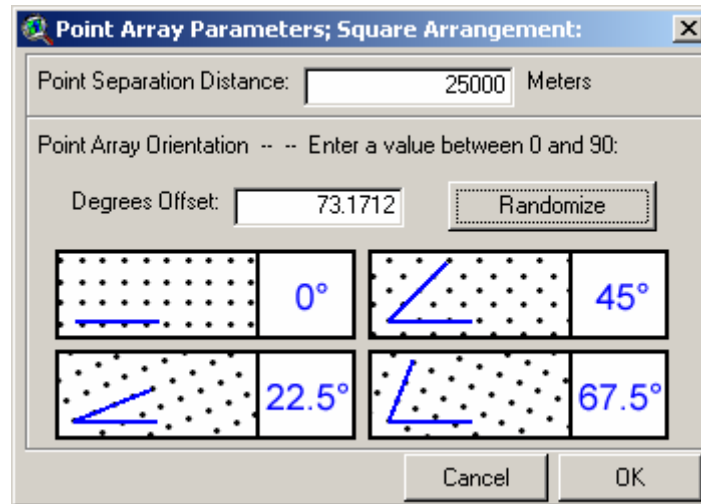 Point Array Parameters; Square Arrangement:
Point Separation Distance: 25000 Meters
Point Array Orientation -- -- Enter a value between 0 and 90:
Degrees Offset: 73.1712 Randomize
0° 45°
22.5° 67.5°
Cancel OK